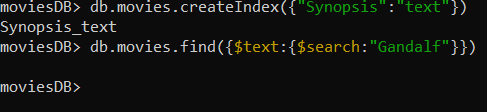 moviesDB> db.movies.createIndex({"Synopsis":"text"})
Synopsis_text
moviesDB> db.movies.find({$text:{$search:"Gandalf"}})
moviesDB>